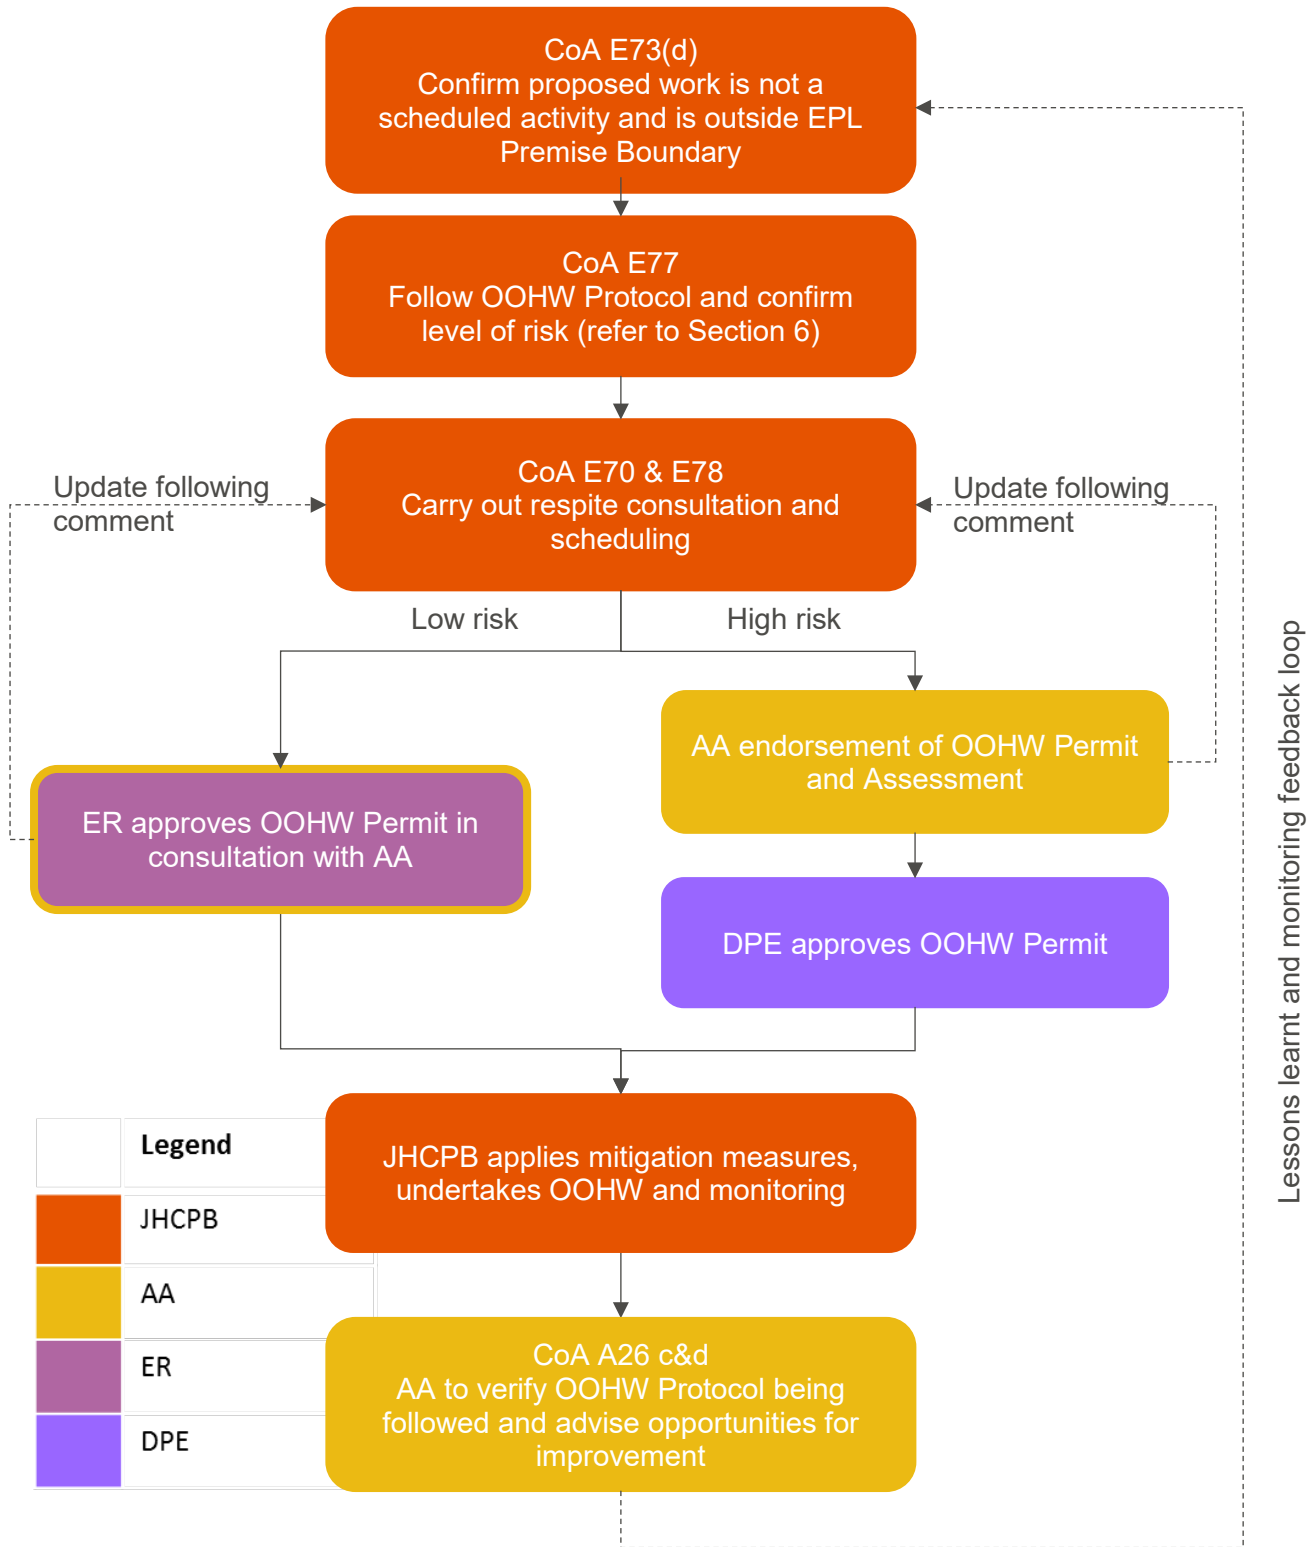 CoA E73(d)
Confirm proposed work is not a
scheduled activity and is outside EPL
Premise Boundary
CoA E77
Follow OOHW Protocol and confirm
level of risk (refer to Section 6)
Update following
comment
CoA E70 & E78
Carry out respite consultation and
scheduling
Update following
comment
Low risk
High risk
AA endorsement of OOHW Permit
and Assessment
ER approves OOHW Permit in
consultation with AA
DPE approves OOHW Permit
Lessons learnt and monitoring feedback loop
JHCPB applies mitigation measures,
undertakes OOHW and monitoring
Legend
JHCPB
AA
ER
DPE
CoA A26 c&d
AA to verify OOHW Protocol being
followed and advise opportunities for
improvement